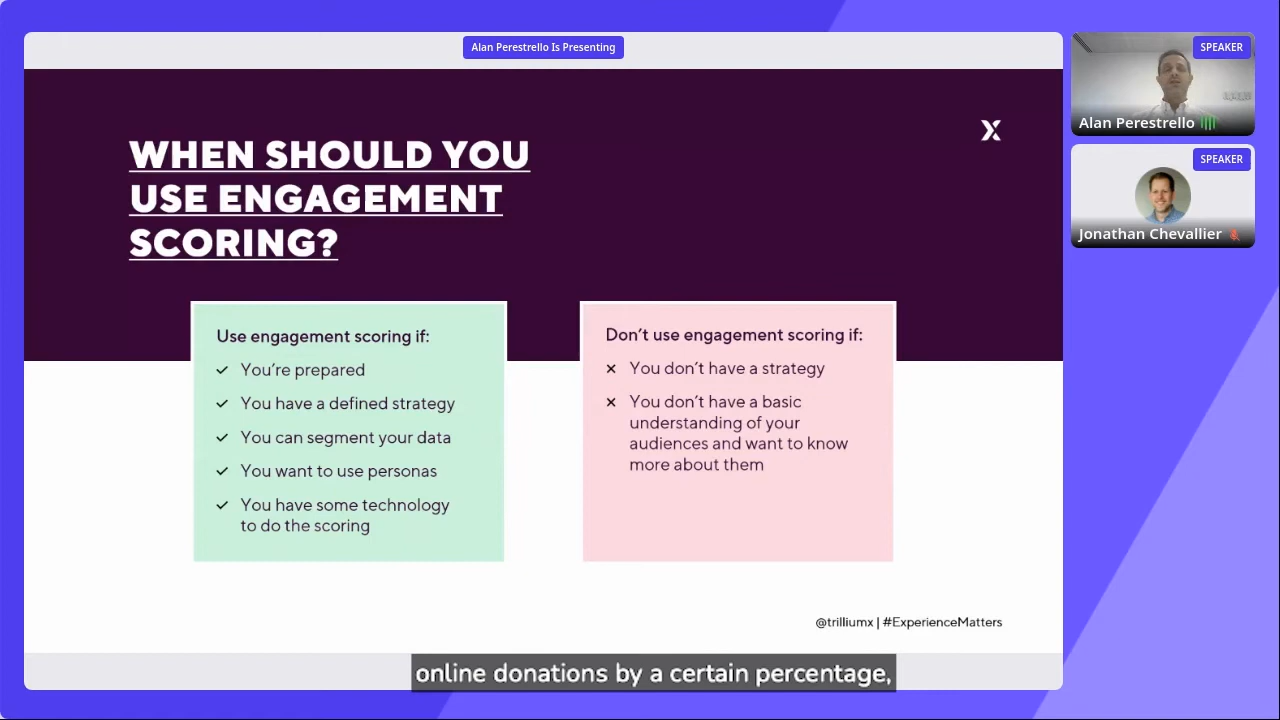 Alan Perestrello Is Presenting
SPEAKER
Alan Perestrello
SPEAKER
Jonathan Chevallier
WHEN SHOULD YOU
USE ENGAGEMENT
SCORING?
Use engagement scoring if:
✓ You’re prepared
✓ You have a defined strategy
✓ You can segment your data
✓ You want to use personas
✓ You have some technology
to do the scoring
Don’t use engagement scoring if:
× You don’t have a strategy
× You don’t have a basic
understanding of your
audiences and want to know
more about them
@trilliumx | #ExperienceMatters
online donations by a certain percentage,